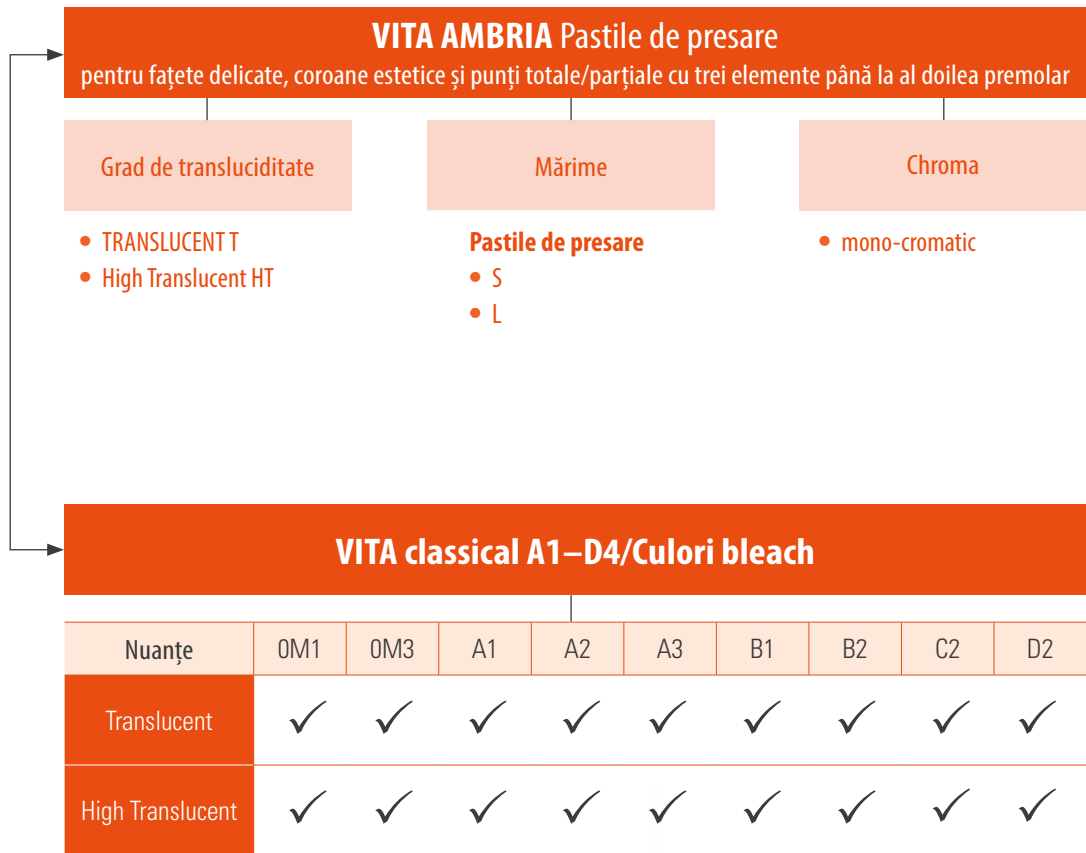 VITA AMBRIA Pastile de presare
pentru fațete delicate, coroane estetice și punți totale/parțiale cu trei elemente până la al doilea premolar
Grad de transluciditate
• TRANSLUCENT T
• High Translucent HT
Mărime
Pastile de presare
• S
• L
Chroma
• mono-cromatic
VITA classical A1–D4/Culori bleach
Nuanțe 0M1 0M3 A1 A2 A3 B1 B2 C2 D2
Translucent ✓ ✓ ✓ ✓ ✓ ✓ ✓ ✓ ✓
High Translucent ✓ ✓ ✓ ✓ ✓ ✓ ✓ ✓ ✓